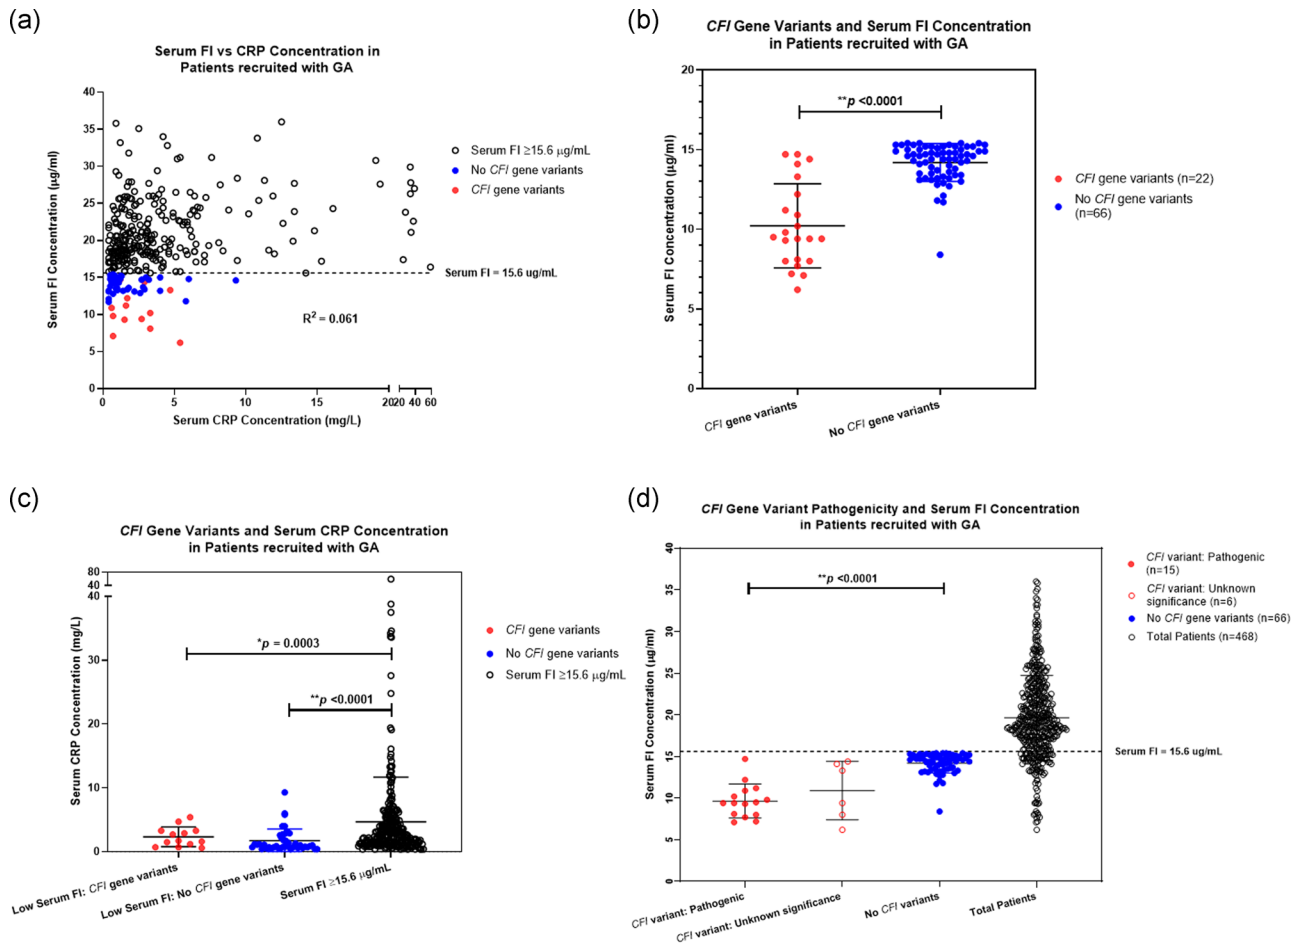 (a)
Serum FI vs CRP Concentration in
Patients recruited with GA
Serum FI Concentration (µg/ml)
40
35
30
25
20
15
10
5
0
Serum FI ≥15.6 µg/mL
No CFI gene variants
CFI gene variants
Serum FI = 15.6 ug/mL
R2 = 0.061
0 5 10 15 20 20 40 60
Serum CRP Concentration (mg/L)
(b)
CFI Gene Variants and Serum FI Concentration
in Patients recruited with GA
Serum FI Concentration (µg/ml)
20
15
10
5
0
**p <0.0001
CFI gene variants (n=22)
No CFI gene variants
(n=66)
CFI gene variants
No CFI gene variants
(c)
CFI Gene Variants and Serum CRP Concentration
in Patients recruited with GA
Serum CRP Concentration (mg/L)
80
40
40
30
20
10
0
*p = 0.0003
**p <0.0001
CFI gene variants
No CFI gene variants
Serum FI ≥15.6 µg/mL
Low Serum FI: CFI gene variants
Low Serum FI: No CFI gene variants
Serum FI ≥15.6 µg/mL
(d)
CFI Gene Variant Pathogenicity and Serum FI Concentration
in Patients recruited with GA
Serum FI Concentration (µg/ml)
40
35
30
25
20
15
10
5
0
**p <0.0001
CFI variant: Pathogenic
(n=15)
CFI variant: Unknown
significance (n=6)
No CFI gene variants (n=66)
Total Patients (n=468)
Serum FI = 15.6 ug/mL
CFI variant: Pathogenic
CFI variant: Unknown significance
No CFI variants
Total Patients